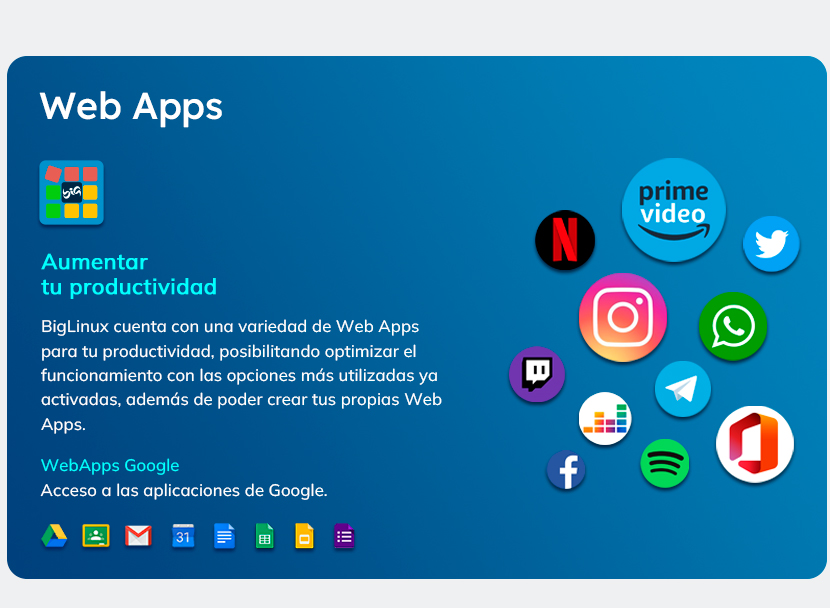 Web Apps
biG
Aumentar
tu productividad
BigLinux cuenta con una variedad de Web Apps
para tu productividad, posibilitando optimizar el
funcionamiento con las opciones más utilizadas ya
activadas, además de poder crear tus propias Web
Apps.
WebApps Google
Acceso a las aplicaciones de Google.
31
prime
video